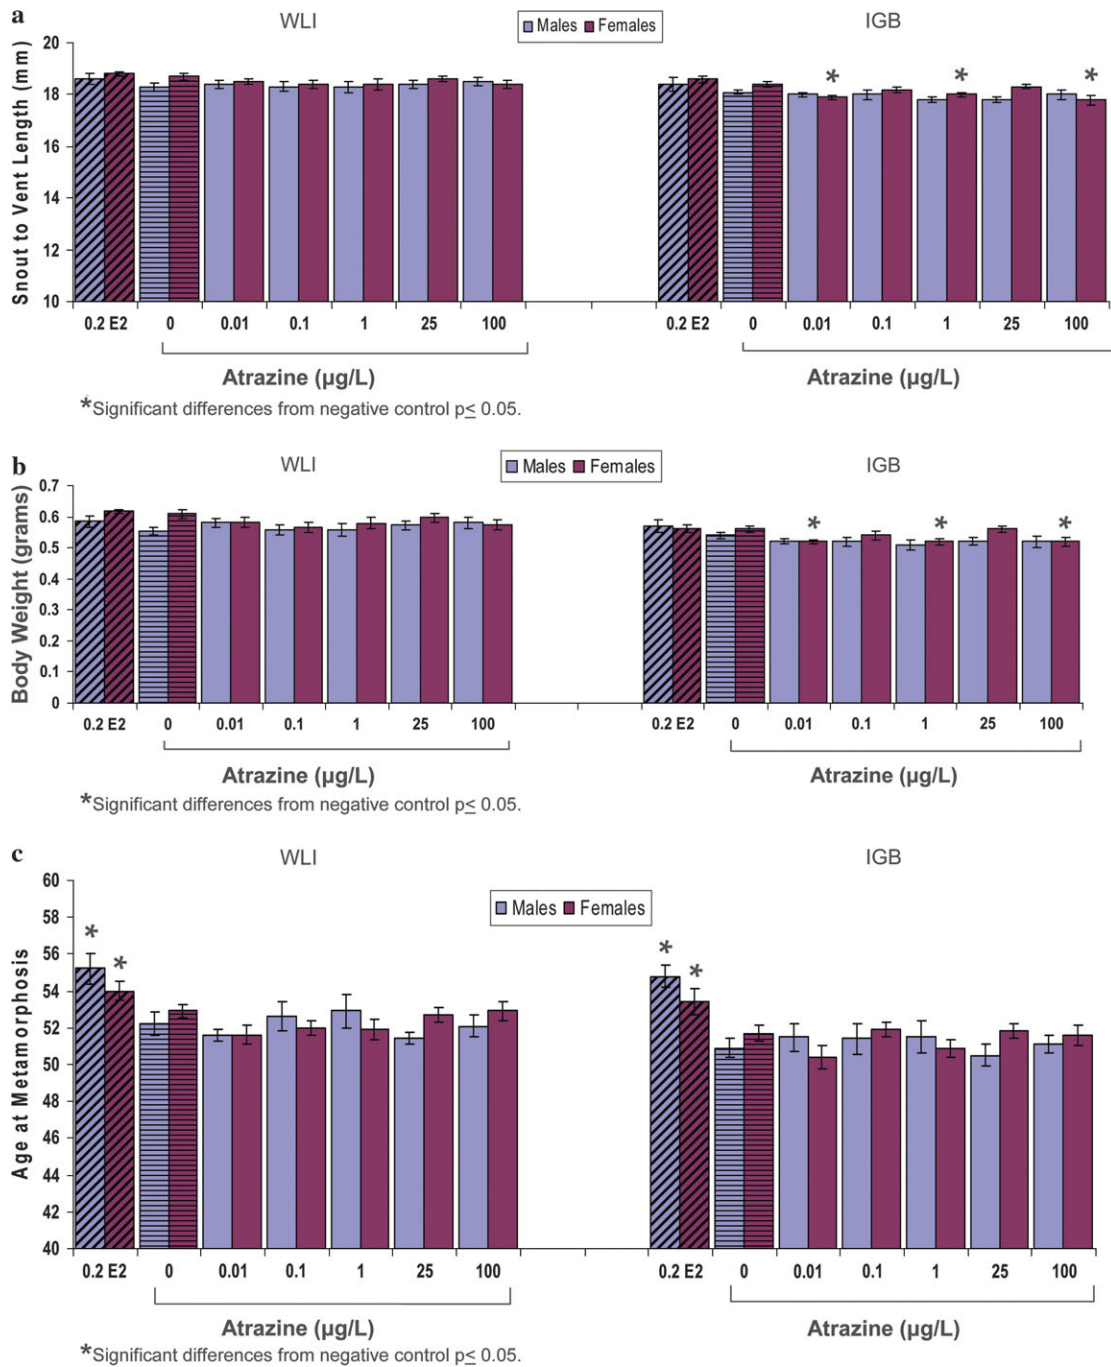 a
WLI
Males Females
IGB
Snout to Vent Length (mm)
20
18
16
14
12
10
* * *
0.2 E2 0 0.01 0.1 1 25 100
0.2 E2 0 0.01 0.1 1 25 100
Atrazine (µg/L)
Atrazine (µg/L)
*Significant differences from negative control p≤ 0.05.
b
WLI
Males Females
IGB
Body Weight (grams)
0.7
0.6
0.5
0.4
0.3
0.2
0.1
0
* * *
0.2 E2 0 0.01 0.1 1 25 100
0.2 E2 0 0.01 0.1 1 25 100
Atrazine (µg/L)
Atrazine (µg/L)
*Significant differences from negative control p≤ 0.05.
c
WLI
IGB
Males Females
Age at Metamorphosis
60
58
56
54
52
50
48
46
44
42
40
* *
* *
0.2 E2 0 0.01 0.1 1 25 100
0.2 E2 0 0.01 0.1 1 25 100
Atrazine (µg/L)
Atrazine (µg/L)
*Significant differences from negative control p≤ 0.05.